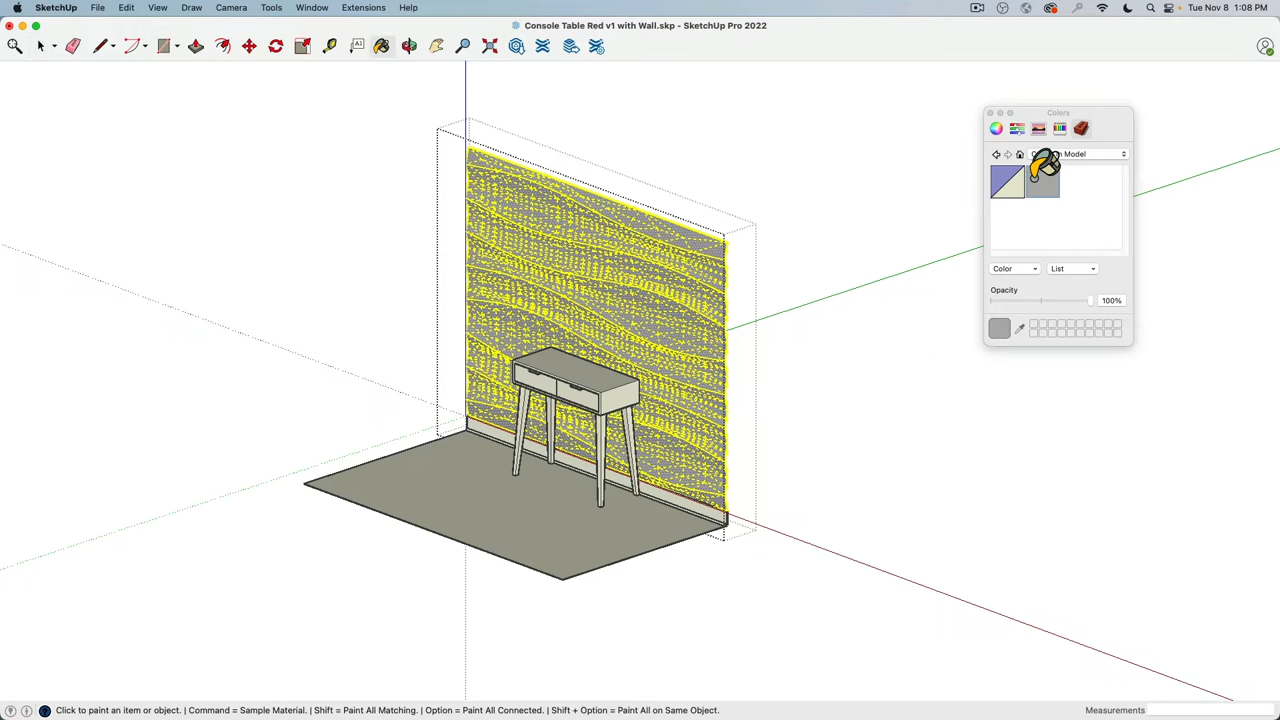 SketchUp File Edit View Draw Camera Tools Window Extensions Help
Tue Nov 8 1:08 PM
Console Table Red v1 with Wall.skp - SketchUp Pro 2022
A1
Colors
Model
Color
List
Opacity
100%
Click to paint an item or object. | Command = Sample Material. | Shift = Paint All Matching. | Option = Paint All Connected. | Shift + Option = Paint All on Same Object.
Measurements